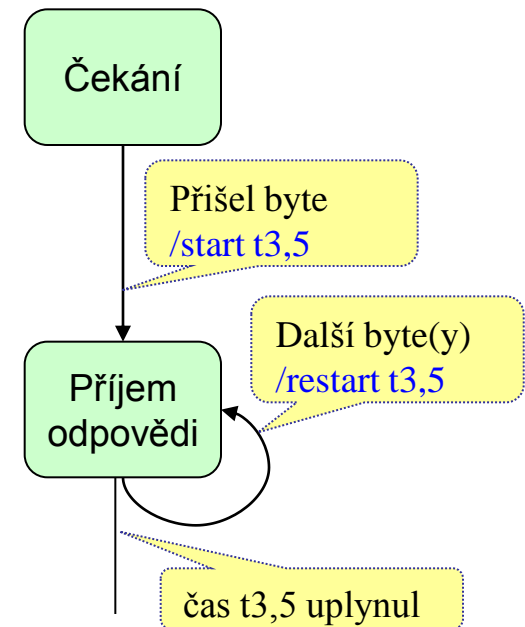 Čekání
Přišel byte
/start t3,5
Další byte(y)
/restart t3,5
Příjem
odpovědi
čas t3,5 uplynul